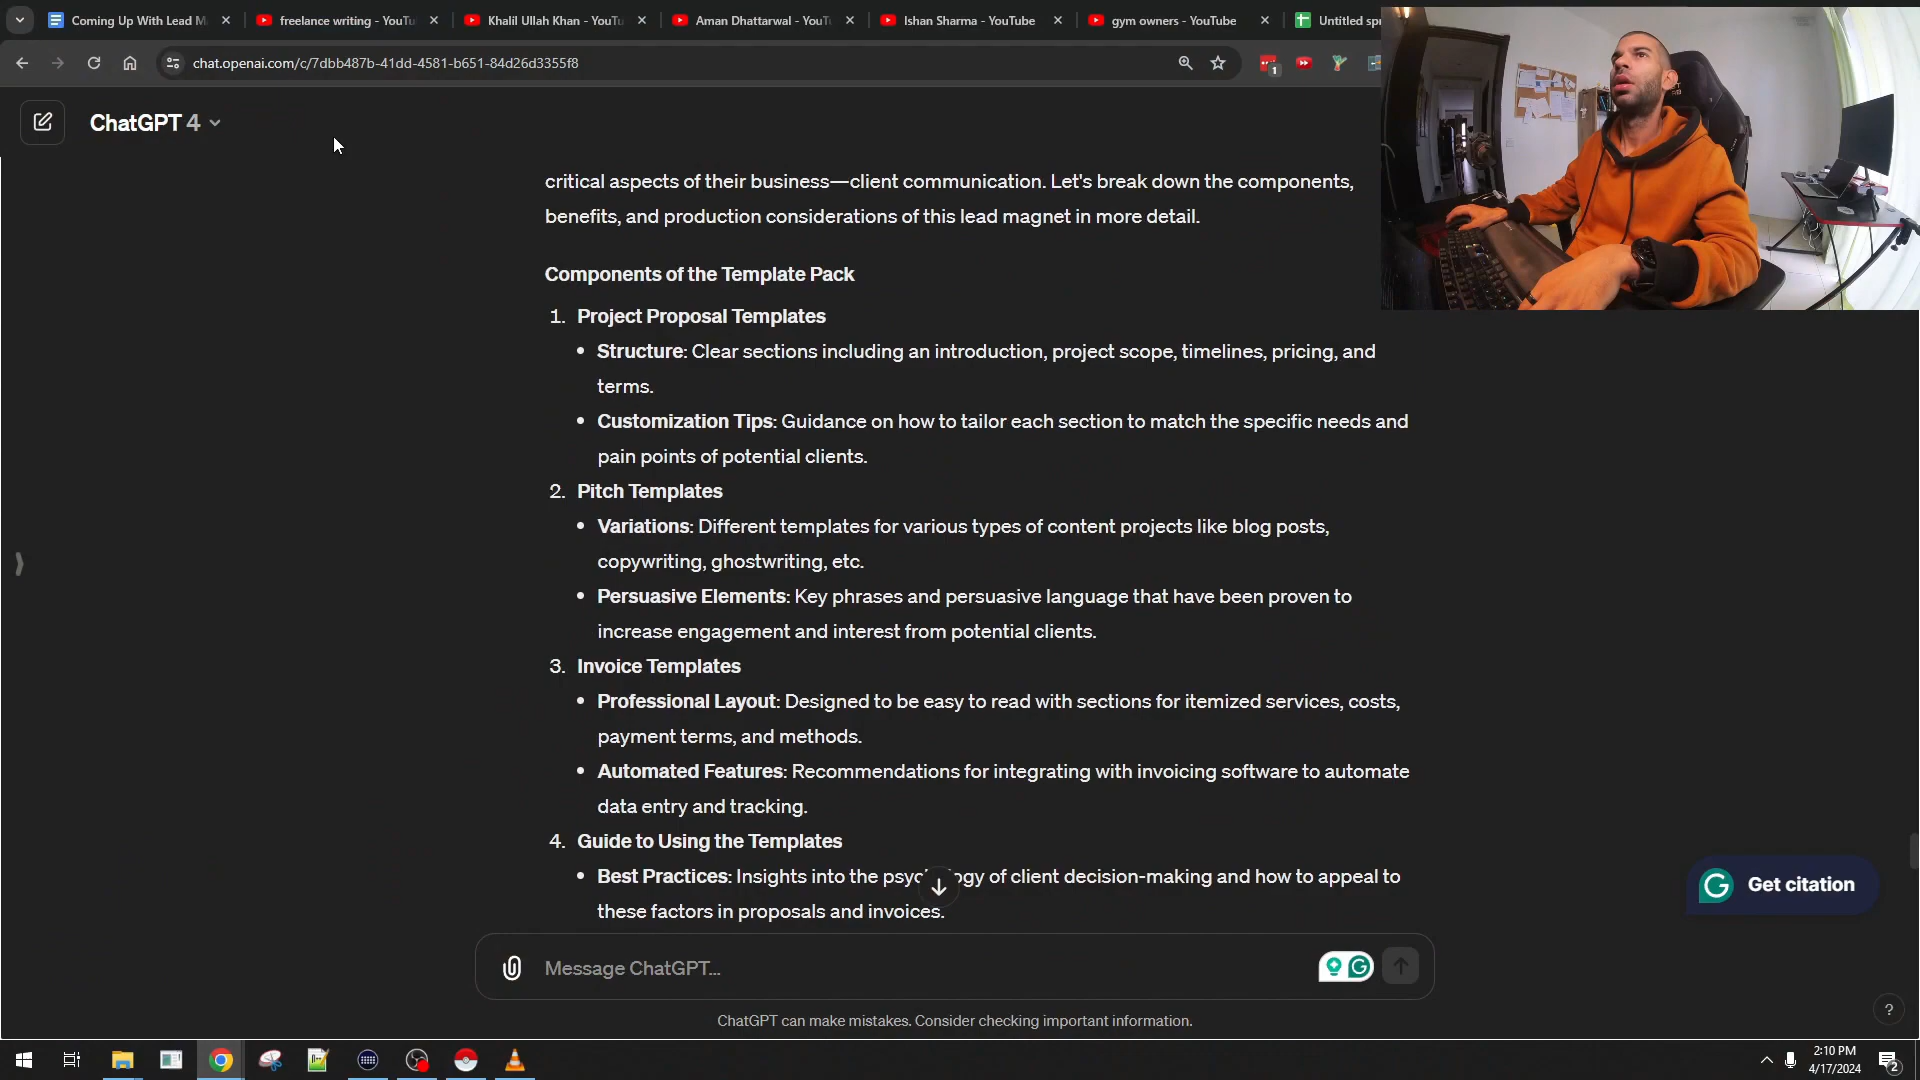 Coming Up With Lead M
freelance writing - YouTu
Khalil Ullah Khan - YouTu
Aman Dhattarwal - YouTu
Ishan Sharma - YouTube
gym owners - YouTube
Untitled spr
chat.openai.com/c/7dbb487b-41dd-4581-b651-84d26d3355f8
1
ChatGPT 4
critical aspects of their business—client communication. Let's break down the components,
benefits, and production considerations of this lead magnet in more detail.
Components of the Template Pack
1. Project Proposal Templates
• Structure: Clear sections including an introduction, project scope, timelines, pricing, and
terms.
• Customization Tips: Guidance on how to tailor each section to match the specific needs and
pain points of potential clients.
2. Pitch Templates
• Variations: Different templates for various types of content projects like blog posts,
copywriting, ghostwriting, etc.
• Persuasive Elements: Key phrases and persuasive language that have been proven to
increase engagement and interest from potential clients.
3. Invoice Templates
• Professional Layout: Designed to be easy to read with sections for itemized services, costs,
payment terms, and methods.
• Automated Features: Recommendations for integrating with invoicing software to automate
data entry and tracking.
4. Guide to Using the Templates
• Best Practices: Insights into the psychology of client decision-making and how to appeal to
these factors in proposals and invoices.
Get citation
Message ChatGPT...
ChatGPT can make mistakes. Consider checking important information.
?
2:10 PM
4/17/2024
2